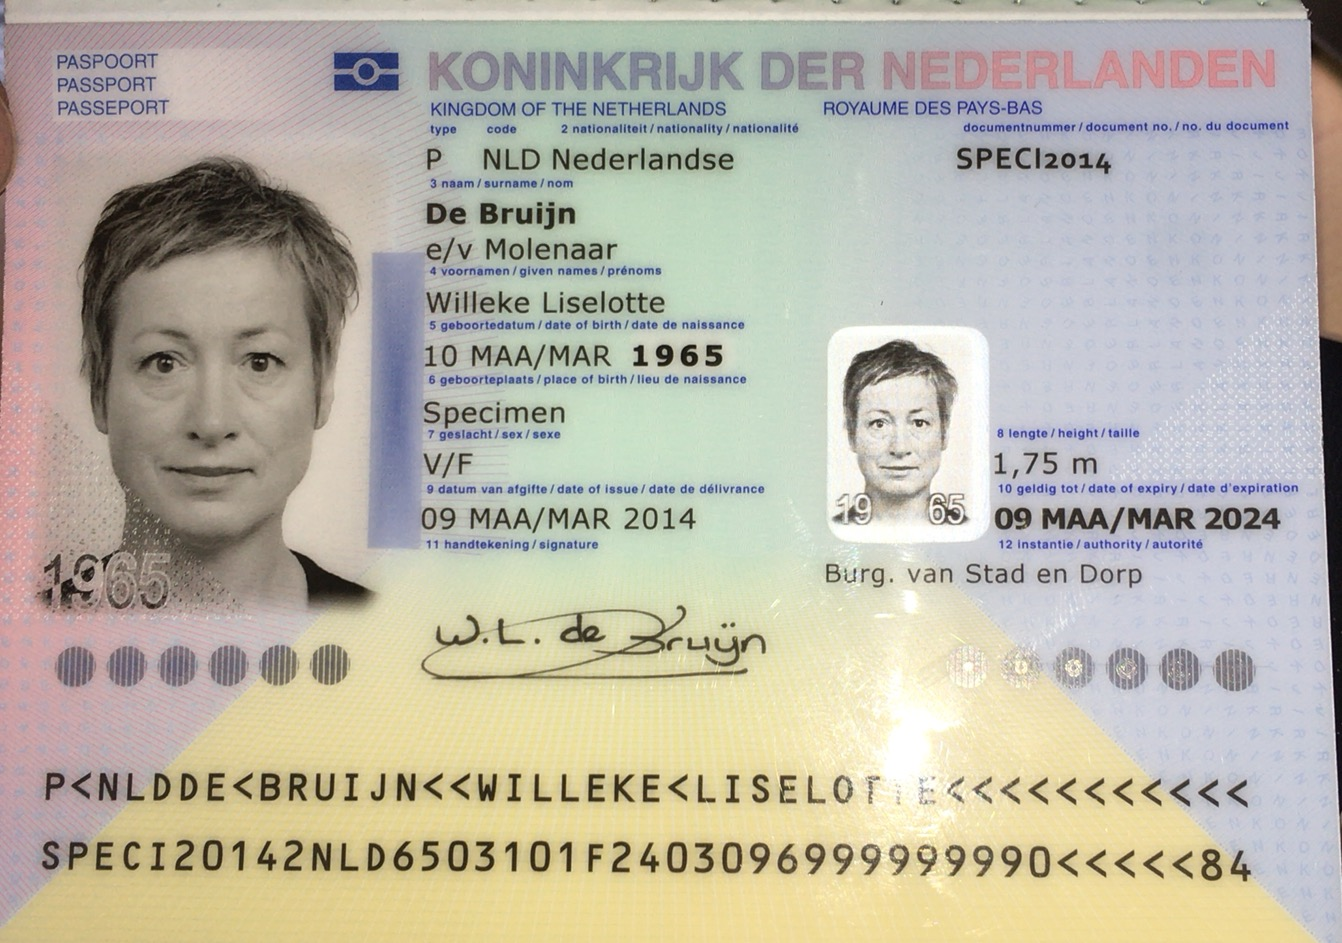 PASPOORT
PASSPORT
PASSEPORT
KONINKRIJK DER NEDERLANDEN
KINGDOM OF THE NETHERLANDS ROYAUME DES PAYS-BAS
type code 2 nationaliteit / nationality / nationalité documentnummer / document no. / no. du document
P NLD Nederlandse SPECI2014
3 naam / surname / nom
De Bruijn
e/v Molenaar
4 voornamen / given names / prénoms
Willeke Liselotte
5 geboortedatum / date of birth / date de naissance
10 MAA/MAR 1965
6 geboorteplaats / place of birth / lieu de naissance
Specimen
7 geslacht / sex / sexe 8 lengte / height / taille
V/F 1,75 m
9 datum van afgifte / date of issue / date de délivrance 10 geldig tot / date of expiry / date d'expiration
09 MAA/MAR 2014 09 MAA/MAR 2024
11 handtekening / signature 12 instantie / authority / autorité
Burg. van Stad en Dorp
19 65
1965
W.L. de Bruijn
P<NLDDE<BRUIJN<<WILLEKE<LISELOTTE<<<<<<<<<<<
SPECI20142NLD6503101F2403096999999990<<<<<84